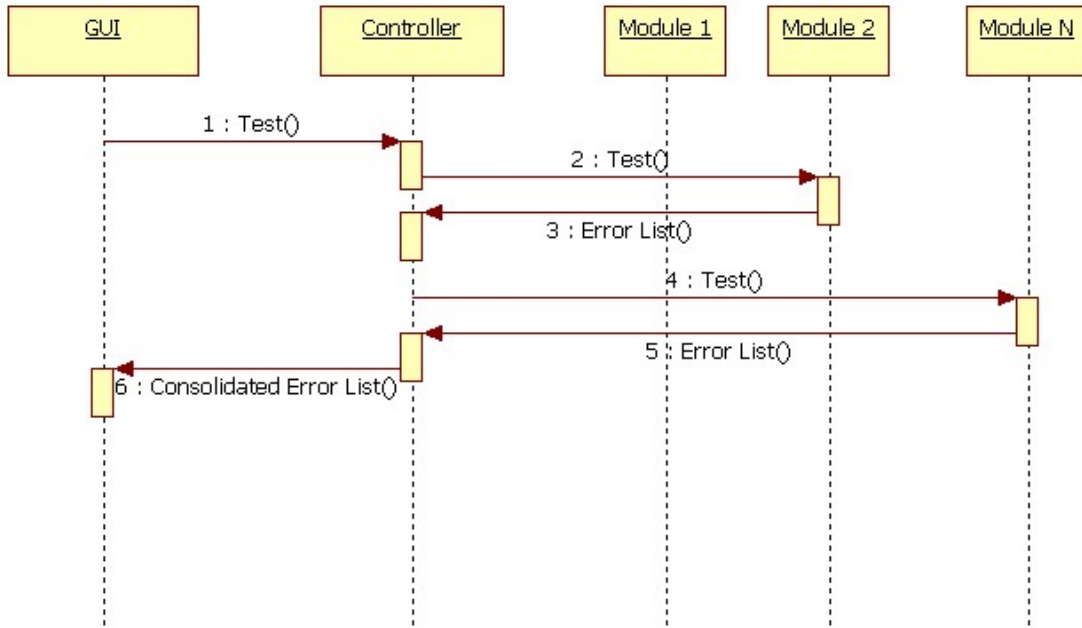 GUI
Controller
Module 1
Module 2
Module N
1 : Test()
2 : Test()
3 : Error List()
4 : Test()
5 : Error List()
6 : Consolidated Error List()